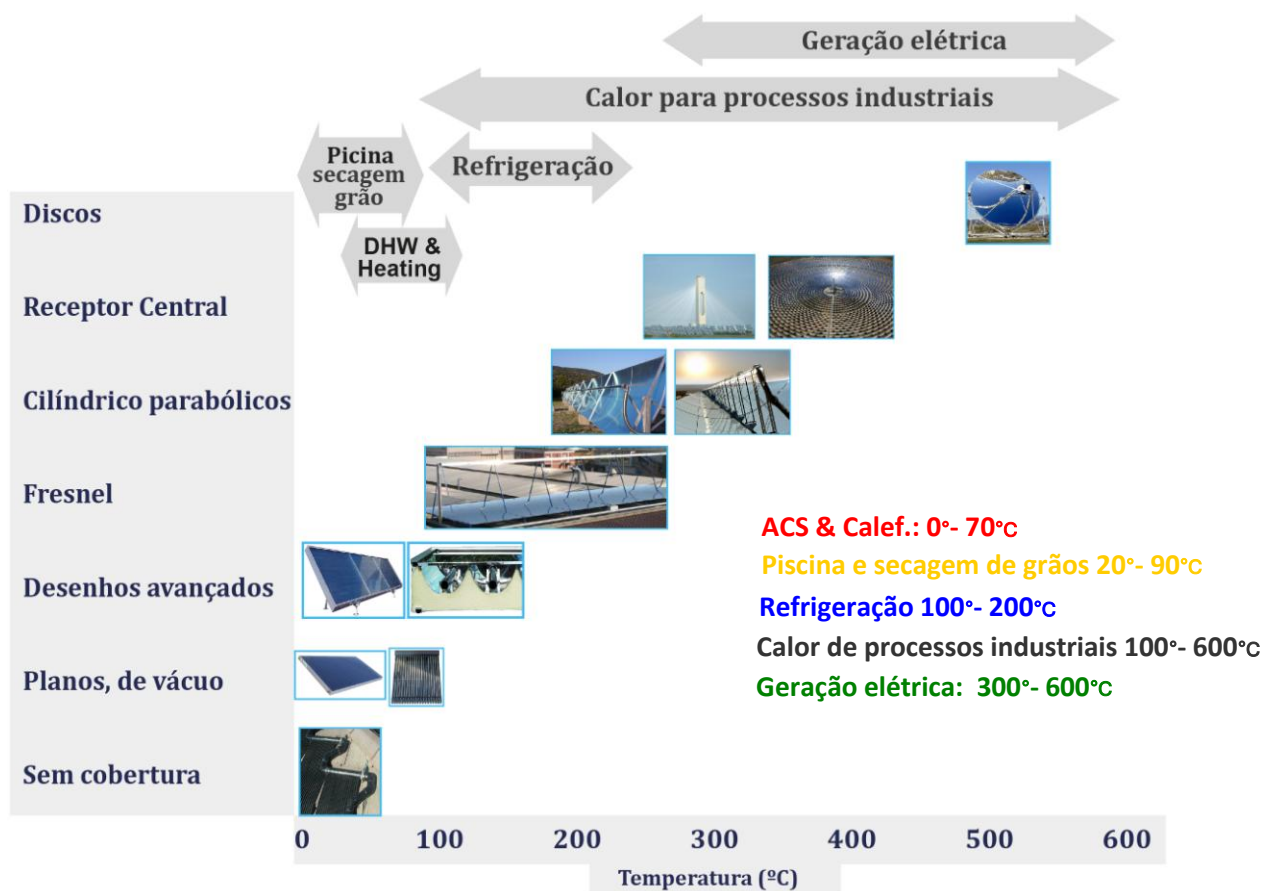 Geração elétrica
Calor para processos industriais
Picina
secagem
grão
Refrigração
Discos
DHW &
Heating
Receptor Central
Cilíndrico parabólicos
Fresnel
ACS & Calef.: 0°- 70°C
Piscina e secagem de grãos 20°- 90°C
Desenhos avançados
Refrigeração 100°- 200°C
Calor de processos industriais 100°- 600°C
Planos, de vácuo
Geração elétrica: 300°- 600°C
Sem cobertura
0 100 200 300 400 500 600
Temperatura (ºC)